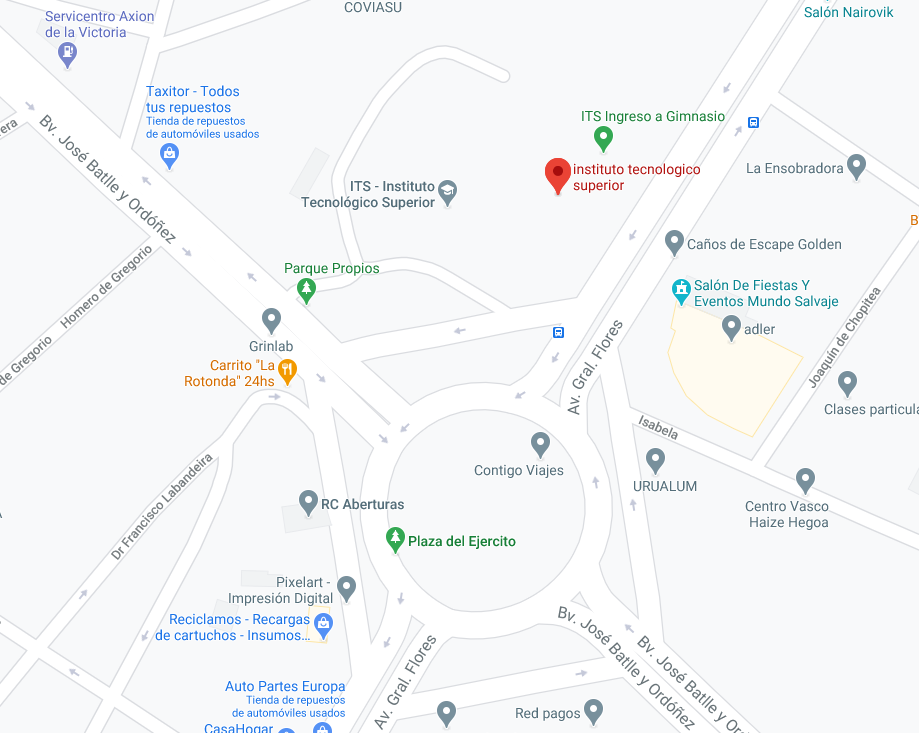 COVIASU
Salón Nairovik
Servicentro Axion
de la Victoria
Taxitor - Todos
tus repuestos
Tienda de repuestos
de automóviles usados
ITS Ingreso a Gimnasio
Bv. José Batlle y Ordóñez
era
La Ensobradora
instituto tecnologico
superior
ITS - Instituto
Tecnológico Superior
B
Caños de Escape Golden
Homero de Gregorio
Parque Propios
Salón De Fiestas Y
Eventos Mundo Salvaje
adler
Grinlab
de Gregorio
Carrito "La
Rotonda" 24hs
Av. Gral. Flores
Joaquín de Chopitea
Clases particula
Isabela
Contigo Viajes
URUALUM
Dr Francisco Labandeira
RC Aberturas
Centro Vasco
Haize Hegoa
Plaza del Ejercito
Pixelart -
Impresión Digital
Reciclamos - Recargas
de cartuchos - Insumos...
Bv. José Batlle y Ordóñez
Bv. José Batlle y Or
Av. Gral. Flores
Auto Partes Europa
Tienda de repuestos
de automóviles usados
Red pagos
CasaHogar